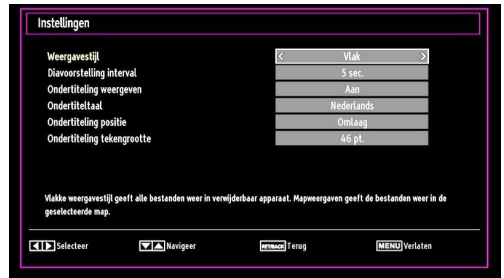 Instellingen
Weergavestijl < Vlak >
Diavoorstelling interval 5 sec.
Ondertiteling weergeven Aan
Ondertiteltaal Nederlands
Ondertiteling positie Omlaag
Ondertiteling tekengrootte 46 pt.
Vlakke weergavestijl geeft alle bestanden weer in verwijderbaar apparaat. Mapweergaven geeft de bestanden weer in de
geselecteerde map.
Selecteer Navigeer RET/BACK Terug MENU Verlaten